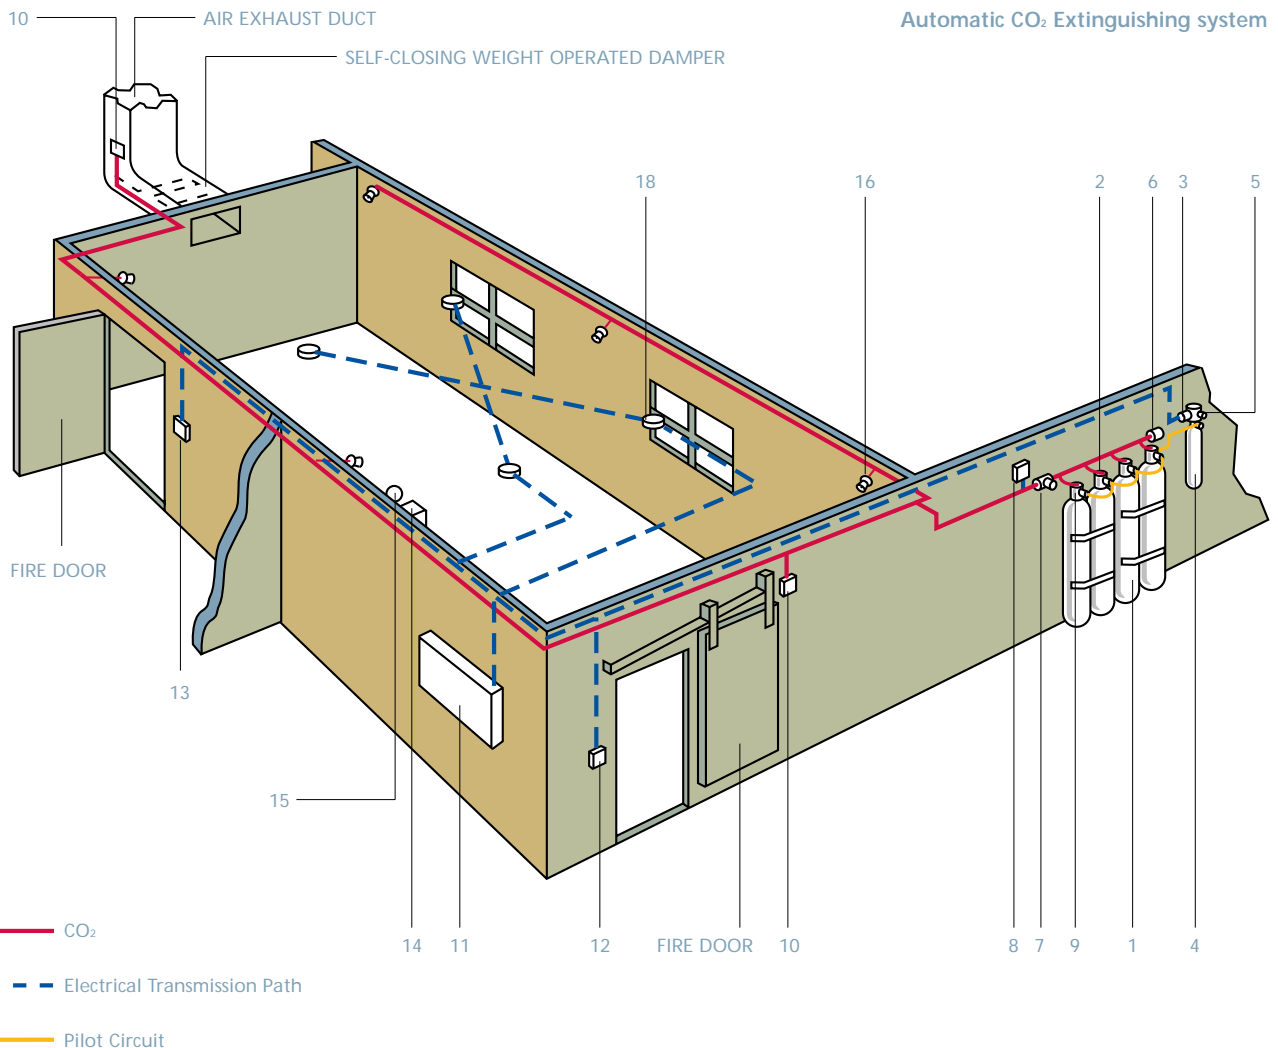 10
AIR EXHAUST DUCT
Automatic CO₂ Extinguishing system
SELF-CLOSING WEIGHT OPERATED DAMPER
18
16
2
6
3
5
FIRE DOOR
13
15
14
11
12
FIRE DOOR
10
8
7
9
1
4
CO₂
Electrical Transmission Path
Pilot Circuit